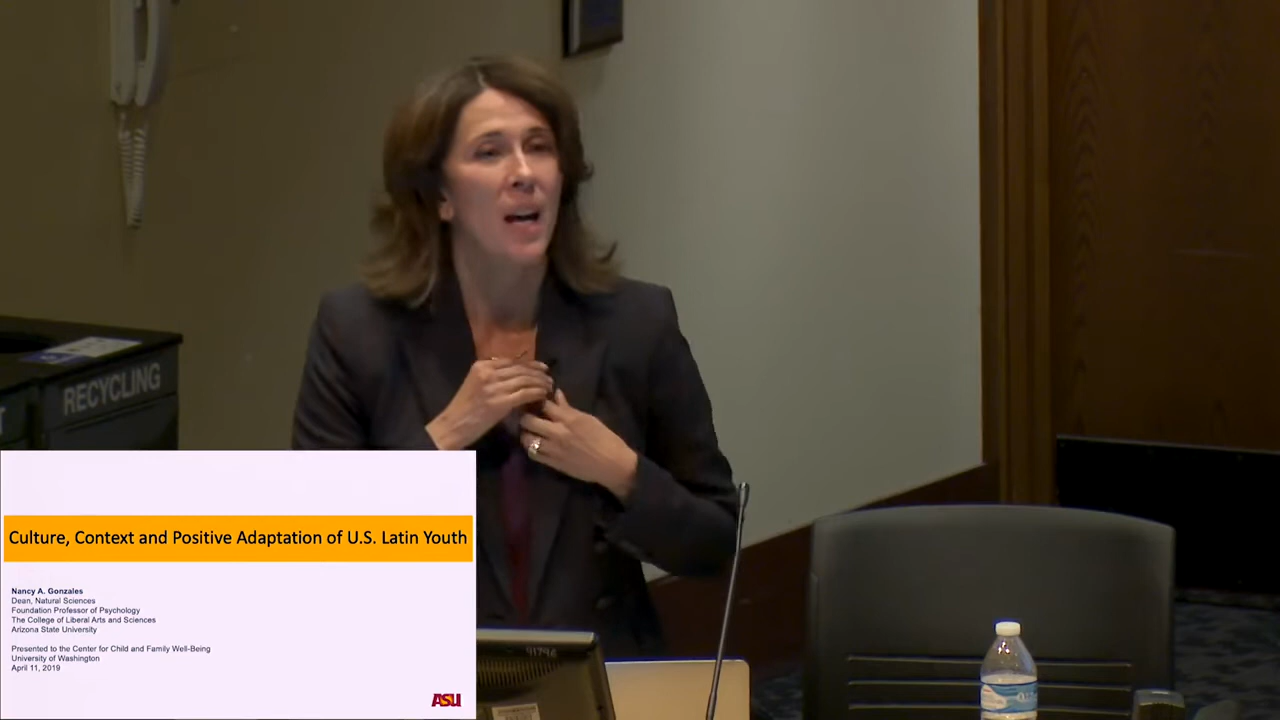 RECYCLING
Culture, Context and Positive Adaptation of U.S. Latin Youth
Nancy A. Gonzales
Dean, Natural Sciences
Foundation Professor of Psychology
The College of Liberal Arts and Sciences
Arizona State University
Presented to the Center for Child and Family Well-Being
University of Washington
April 11, 2019
ASU